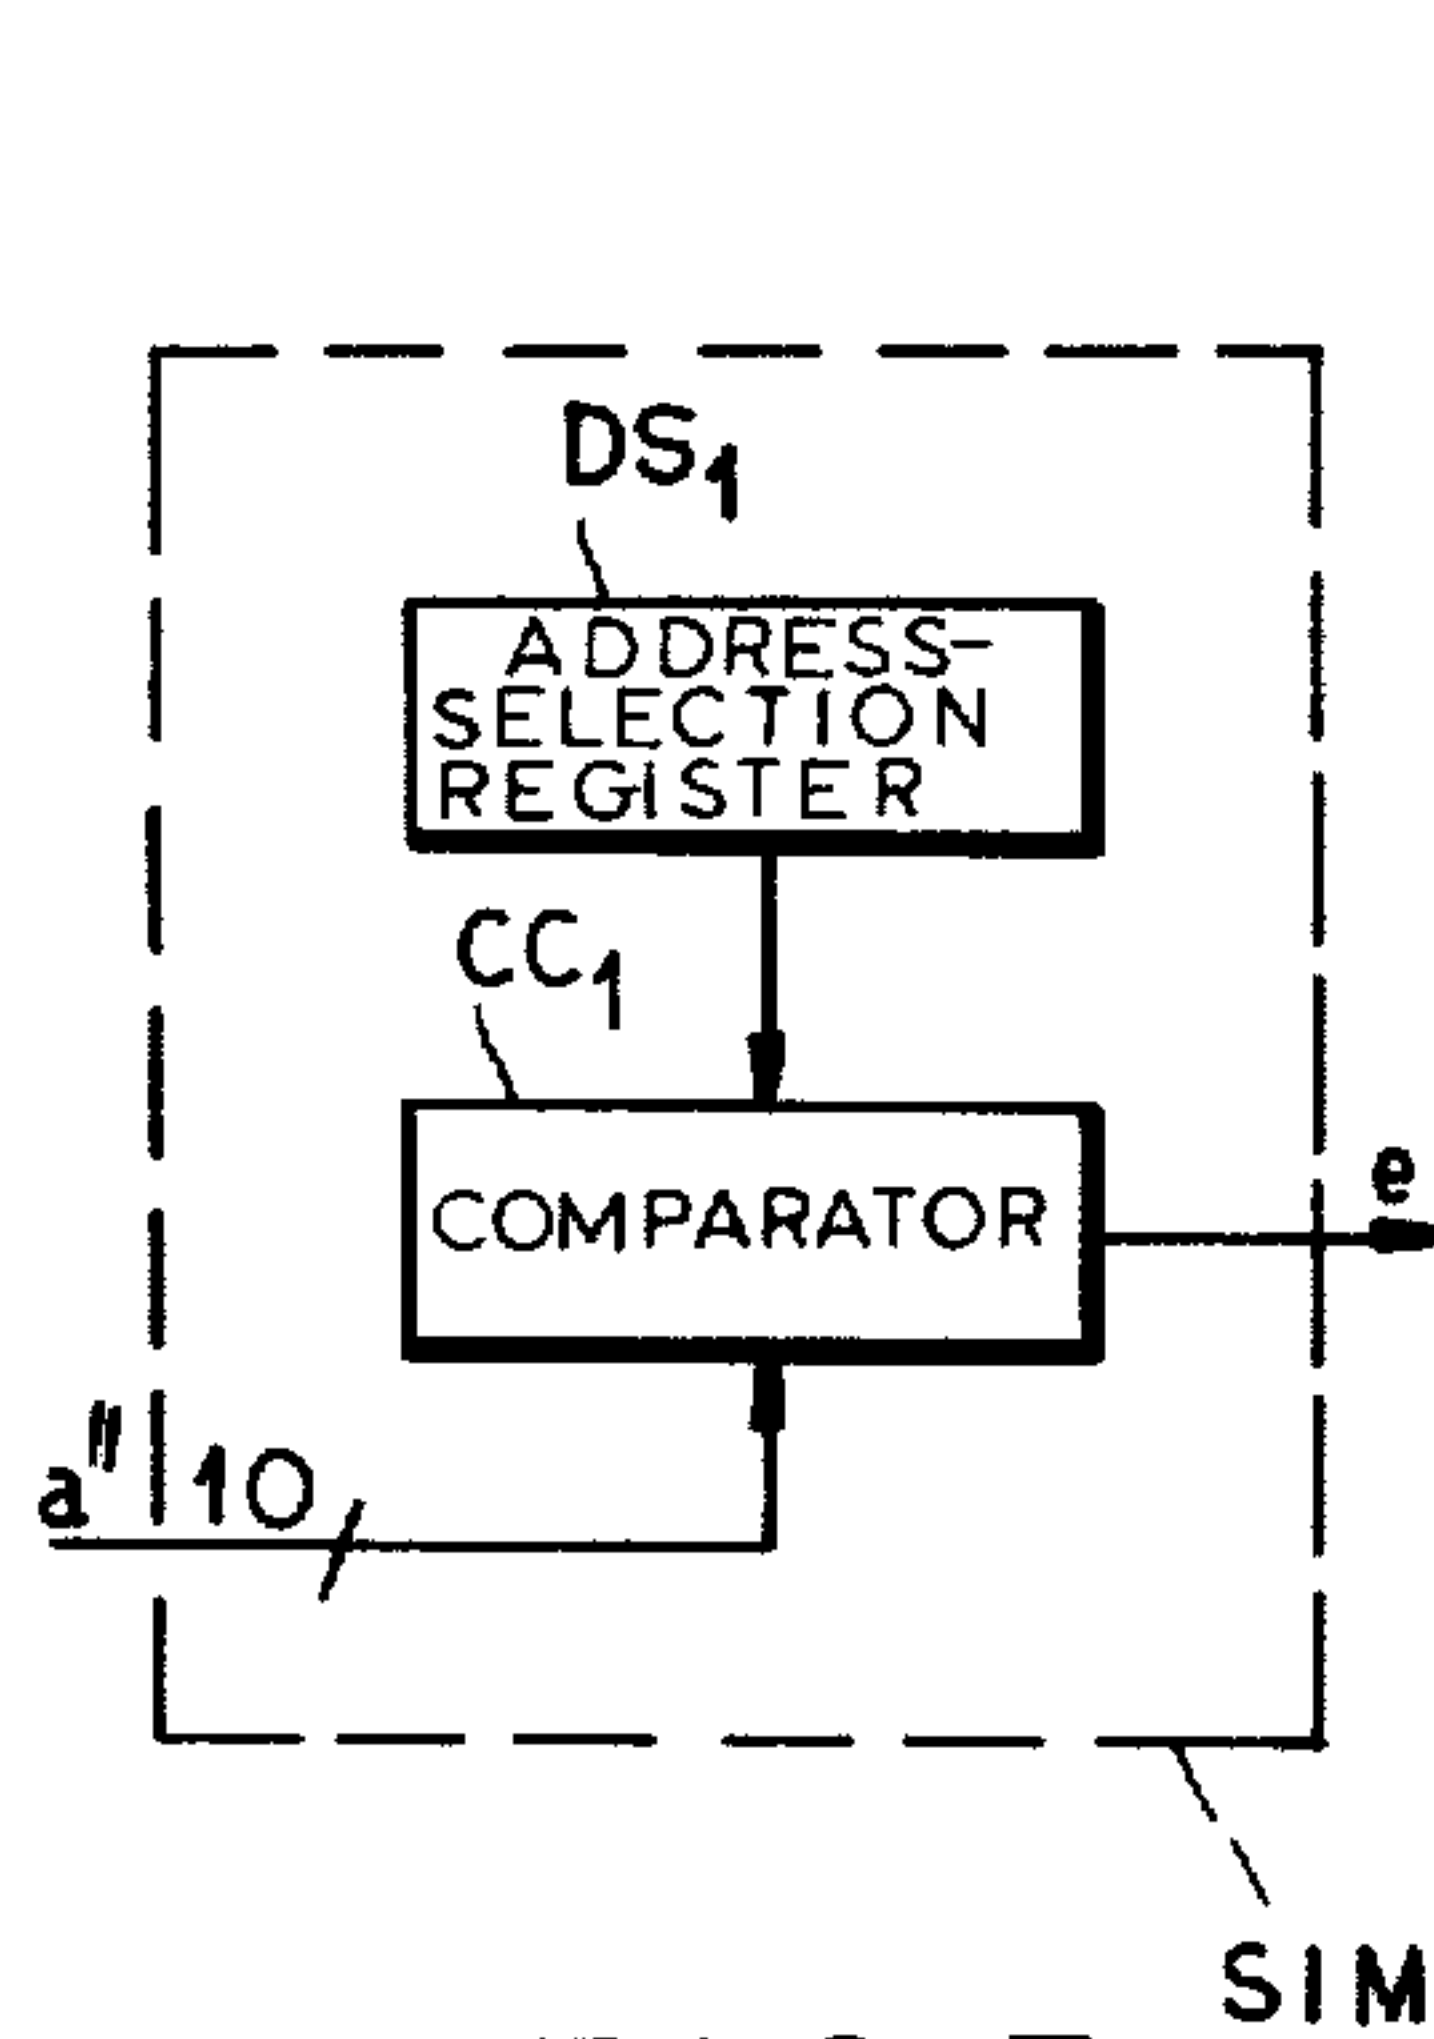 DS1
ADDRESS-
SELECTION
REGISTER
CC1
COMPARATOR
e
a" 10
SIM